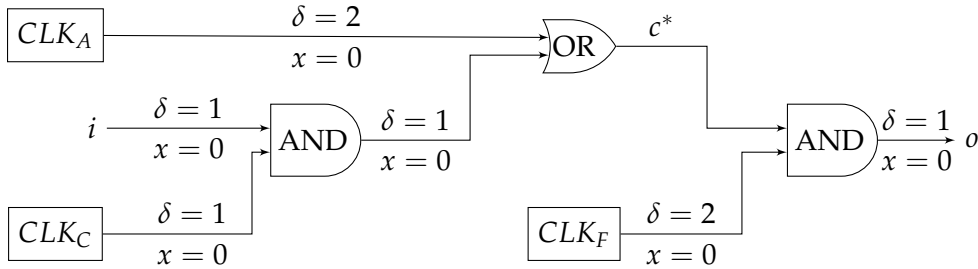 CLK_A
δ = 2
x = 0
OR
c*
i
δ = 1
x = 0
AND
δ = 1
x = 0
AND
δ = 1
x = 0
o
CLK_C
δ = 1
x = 0
CLK_F
δ = 2
x = 0